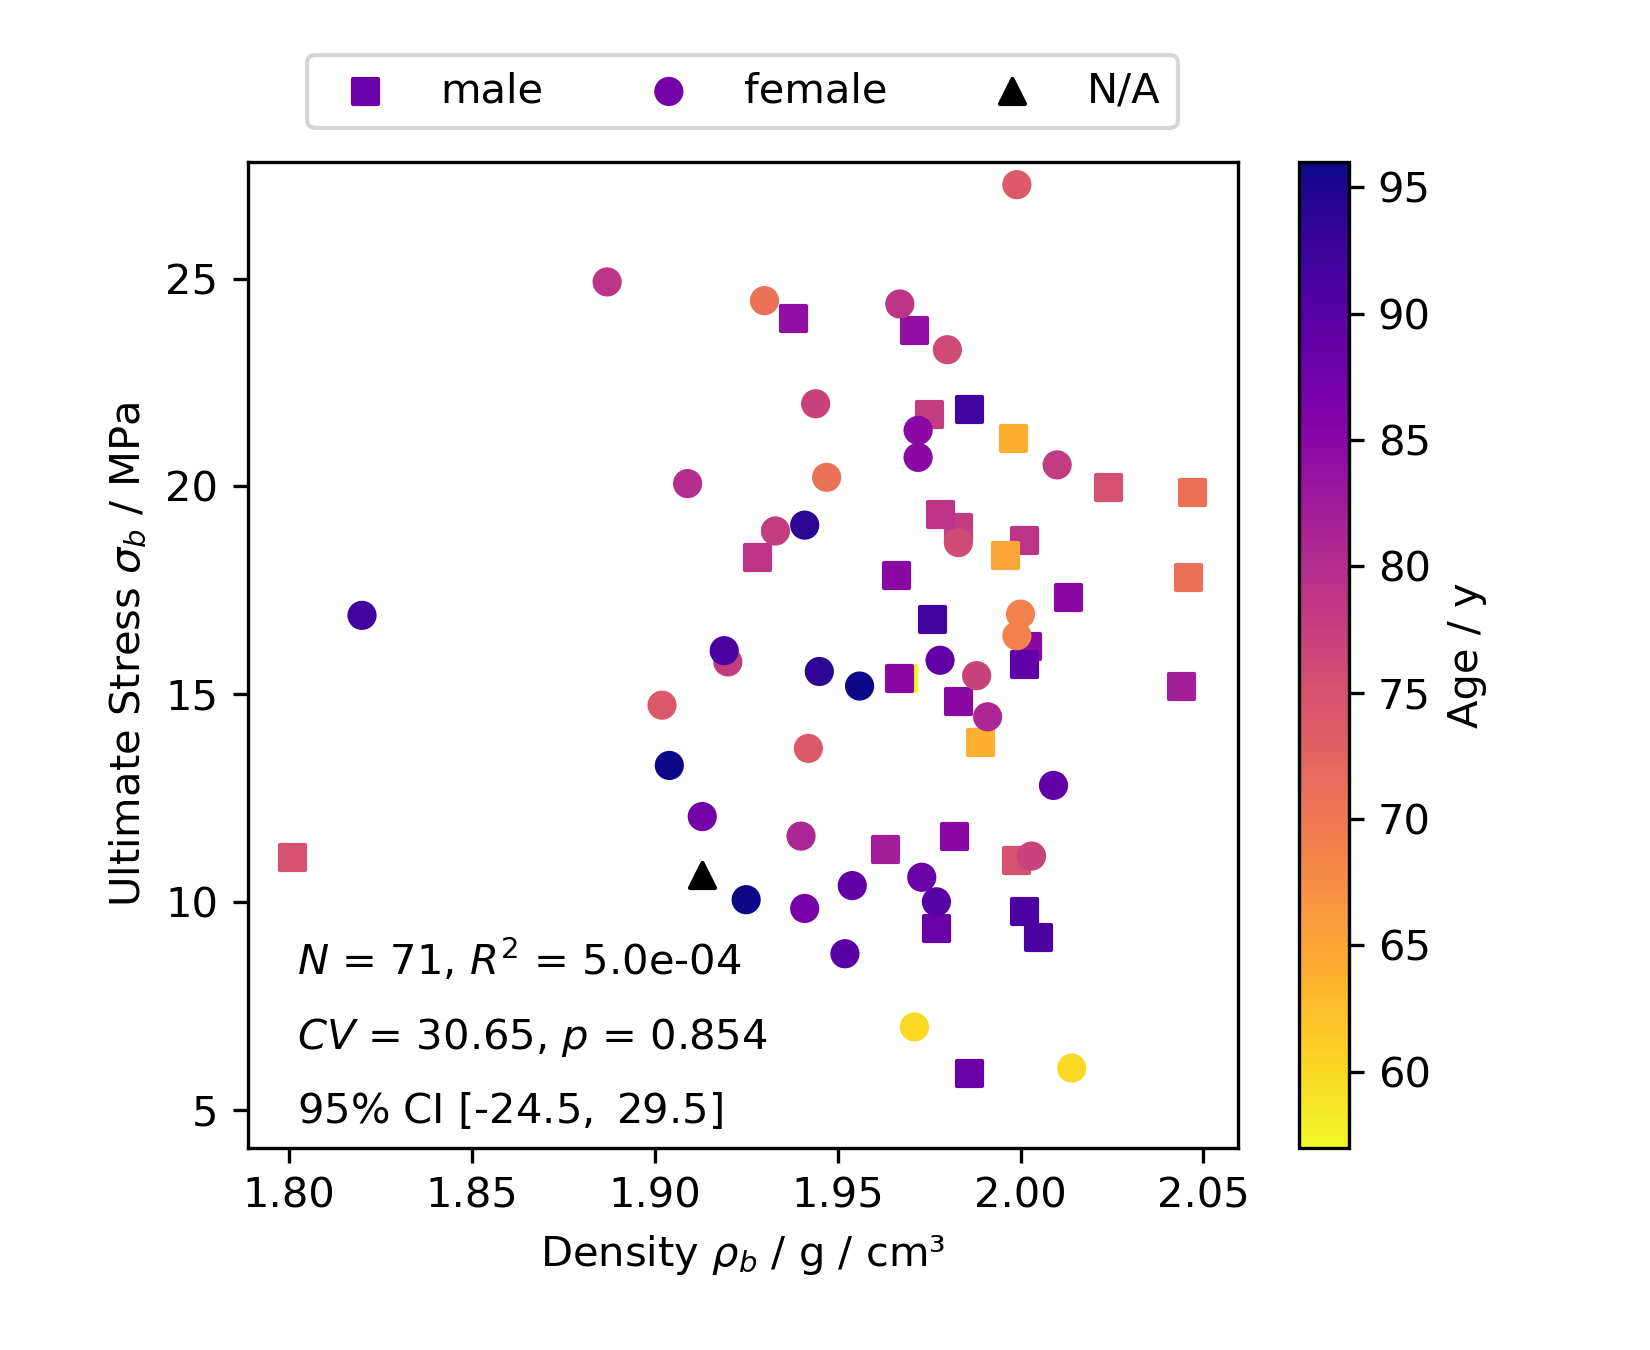 male female N/A
25
20
15
10
5
Ultimate Stress σb / MPa
N = 71, R² = 5.0e-04
CV = 30.65, p = 0.854
95% CI [-24.5, 29.5]
1.80 1.85 1.90 1.95 2.00 2.05
Density ρb / g / cm³
95
90
85
80
75
70
65
60
Age / y